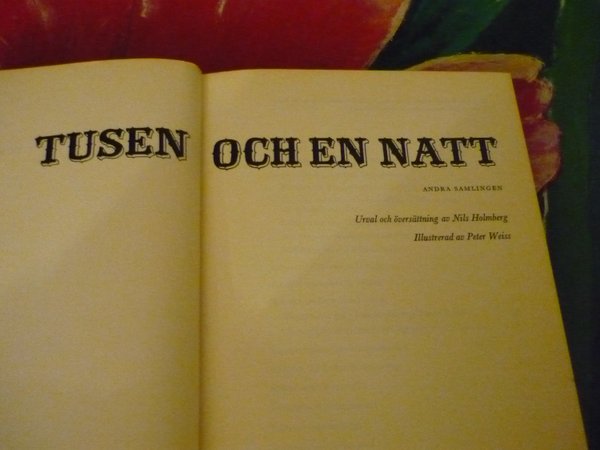 TUSEN OCH EN NATT
ANDRA SAMLINGEN
Urval och översättning av Nils Holmberg
Illustrerad av Peter Weiss